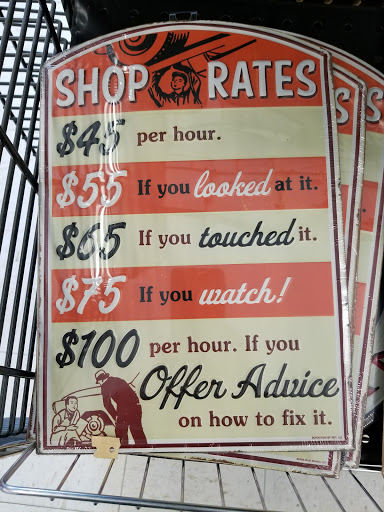 SHOP RATES
$45 per hour.
$55 If you looked at it.
$65 If you touched it.
$75 If you watch!
$100 per hour. If you
Offer Advice
on how to fix it.